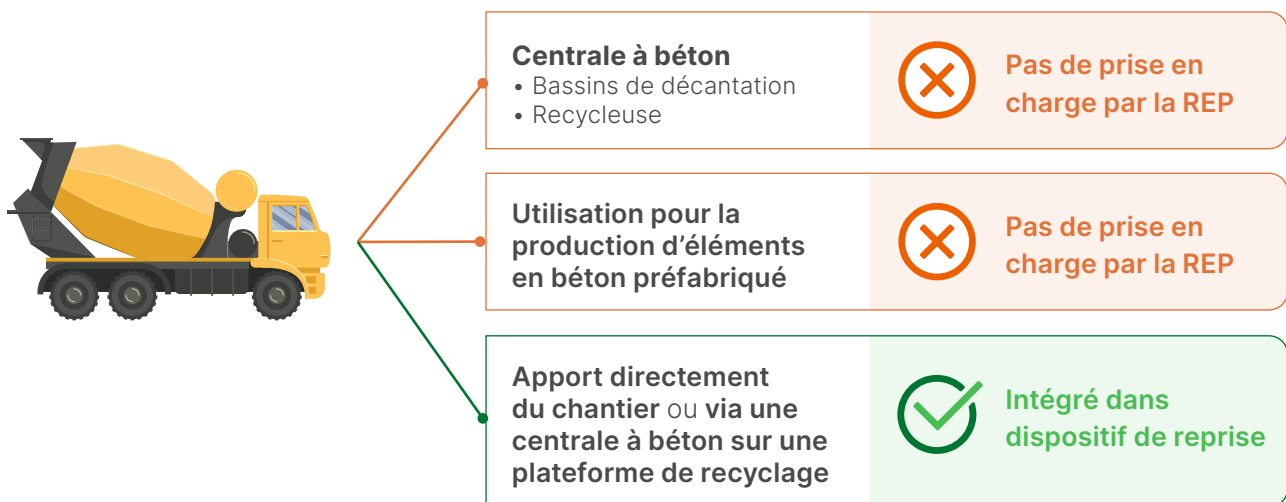 Centrale à béton
• Bassins de décantation
• Recycleuse
Pas de prise en
charge par la REP
Utilisation pour la
production d’éléments
en béton préfabriqué
Pas de prise en
charge par la REP
Apport directement
du chantier ou via une
centrale à béton sur une
plateforme de recyclage
Intégré dans
dispositif de reprise